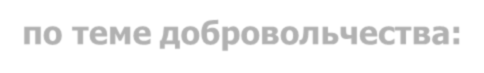 по теме добровольчества: